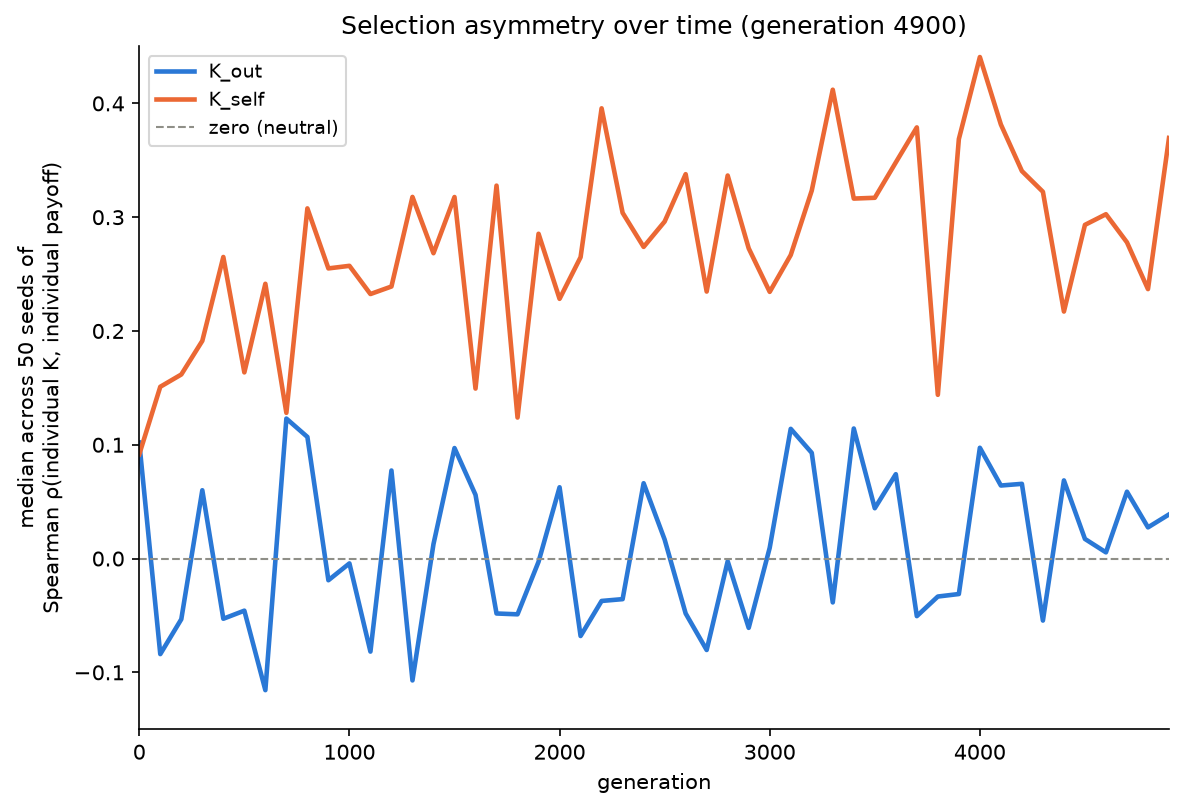 Selection asymmetry over time (generation 4900)
K_out
K_self
zero (neutral)
median across 50 seeds of
Spearman ρ(individual K, individual payoff)
0.4
0.3
0.2
0.1
0.0
−0.1
0
1000
2000
3000
4000
generation